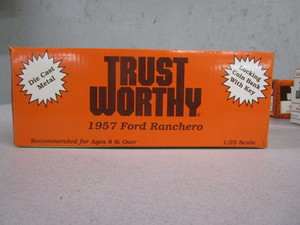 Die Cast
Metal
TRUST
WORTHY®
Locking
Coin Bank
With Key
1957 Ford Ranchero
Recommended for Ages 8 & Over
1/25 Scale